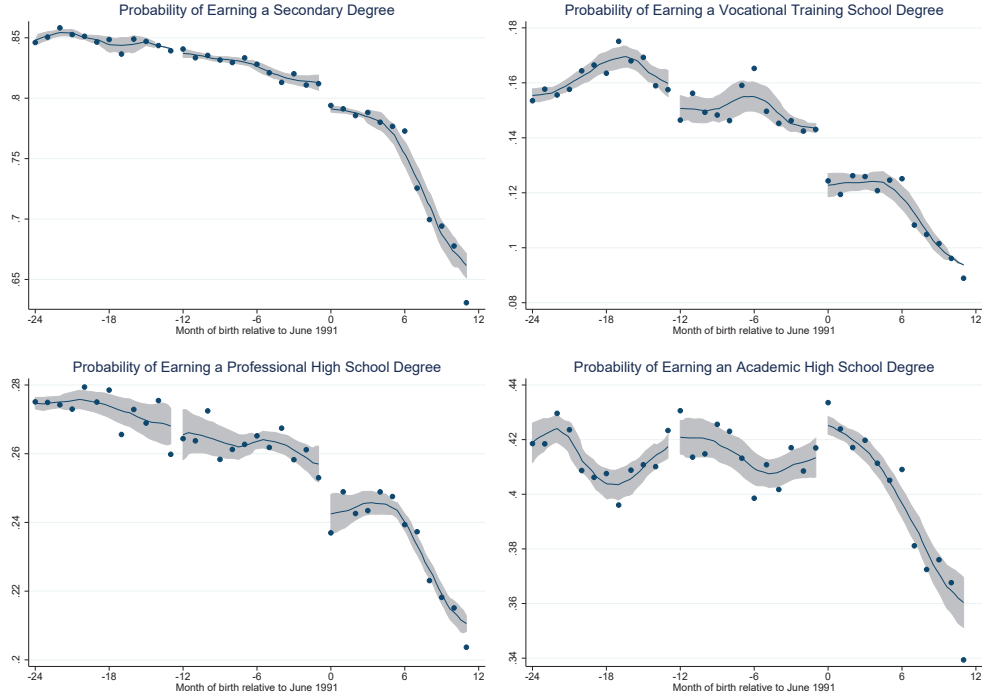 Probability of Earning a Secondary Degree
.85
.8
.75
.7
.65
-24 -18 -12 -6 0 6 12
Month of birth relative to June 1991
Probability of Earning a Vocational Training School Degree
.18
.16
.14
.12
.1
.08
-24 -18 -12 -6 0 6 12
Month of birth relative to June 1991
Probability of Earning a Professional High School Degree
.28
.26
.24
.22
.2
-24 -18 -12 -6 0 6 12
Month of birth relative to June 1991
Probability of Earning an Academic High School Degree
.44
.42
.4
.38
.36
.34
-24 -18 -12 -6 0 6 12
Month of birth relative to June 1991